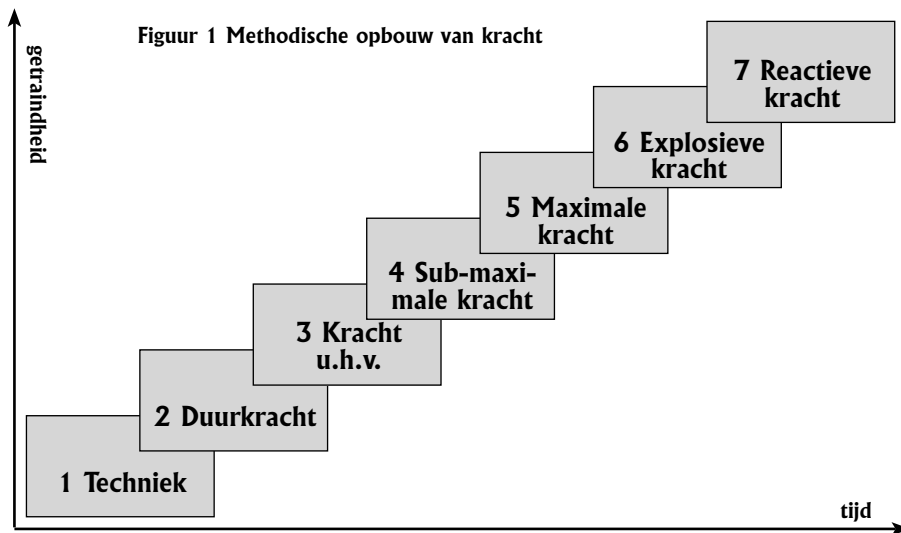 Figuur 1 Methodische opbouw van kracht
getraindheid
7 Reactieve
kracht
6 Explosieve
kracht
5 Maximale
kracht
4 Sub-maxi-
male kracht
3 Kracht
u.h.v.
2 Duurkracht
1 Techniek
tijd